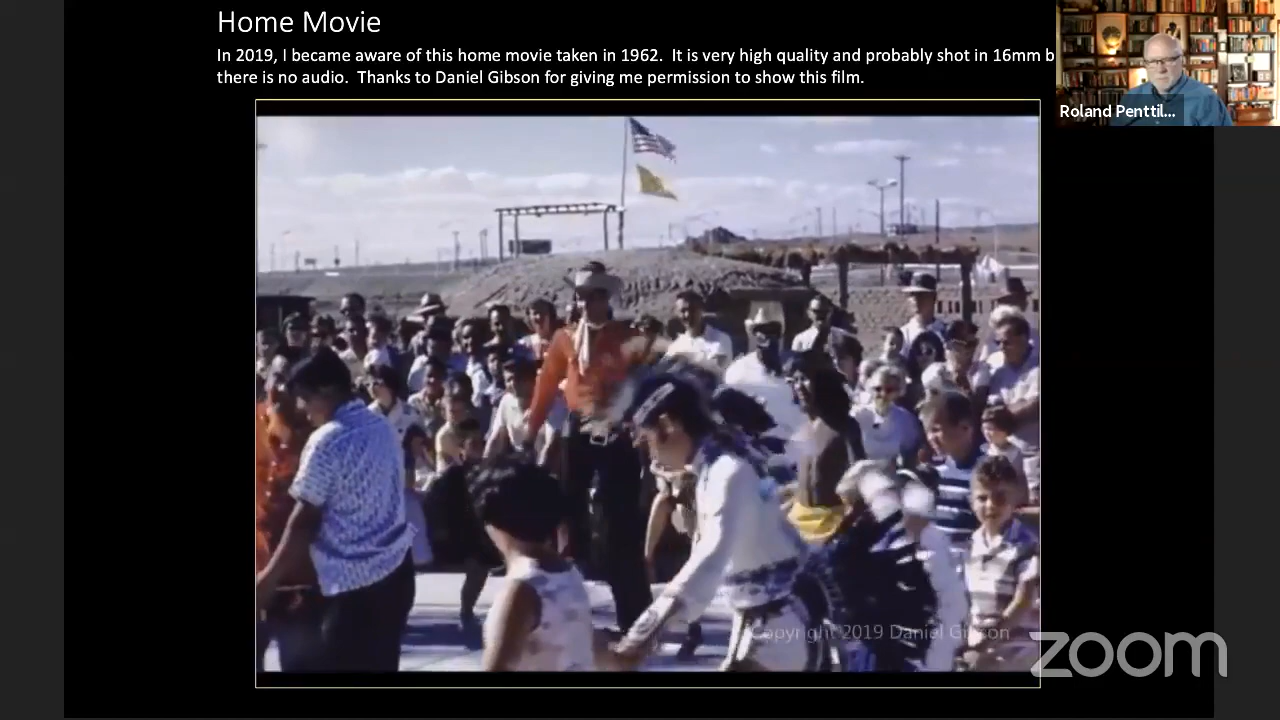 Home Movie
In 2019, I became aware of this home movie taken in 1962. It is very high quality and probably shot in 16mm b
there is no audio. Thanks to Daniel Gibson for giving me permission to show this film.
Roland Penttil...
Copyright 2019 Daniel Gibson
zoom